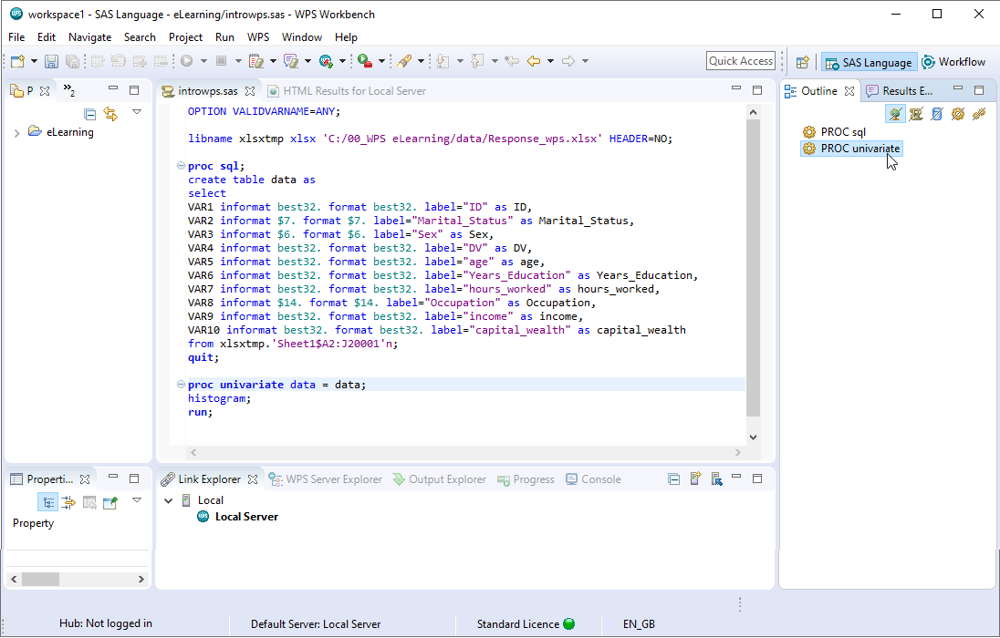 workspace1 - SAS Language - eLearning/introwps.sas - WPS Workbench
File Edit Navigate Search Project Run WPS Window Help
Quick Access
SAS Language
Workflow
P
2
eLearning
introwps.sas
HTML Results for Local Server
OPTION VALIDVARNAME=ANY;
libname xlsxtmp xlsx 'C:/00_WPS eLearning/data/Response_wps.xlsx' HEADER=NO;
proc sql;
create table data as
select
VAR1 informat best32. format best32. label="ID" as ID,
VAR2 informat $7. format $7. label="Marital_Status" as Marital_Status,
VAR3 informat $6. format $6. label="Sex" as Sex,
VAR4 informat best32. format best32. label="DV" as DV,
VAR5 informat best32. format best32. label="age" as age,
VAR6 informat best32. format best32. label="Years_Education" as Years_Education,
VAR7 informat best32. format best32. label="hours_worked" as hours_worked,
VAR8 informat $14. format $14. label="Occupation" as Occupation,
VAR9 informat best32. format best32. label="income" as income,
VAR10 informat best32. format best32. label="capital_wealth" as capital_wealth
from xlsxtmp.'Sheet1$A2:J20001'n;
quit;
proc univariate data = data;
histogram;
run;
Outline
Results E...
PROC sql
PROC univariate
Properti...
Property
Link Explorer
WPS Server Explorer
Output Explorer
Progress
Console
Local
WPS
Local Server
Hub: Not logged in
Default Server: Local Server
Standard Licence
EN_GB